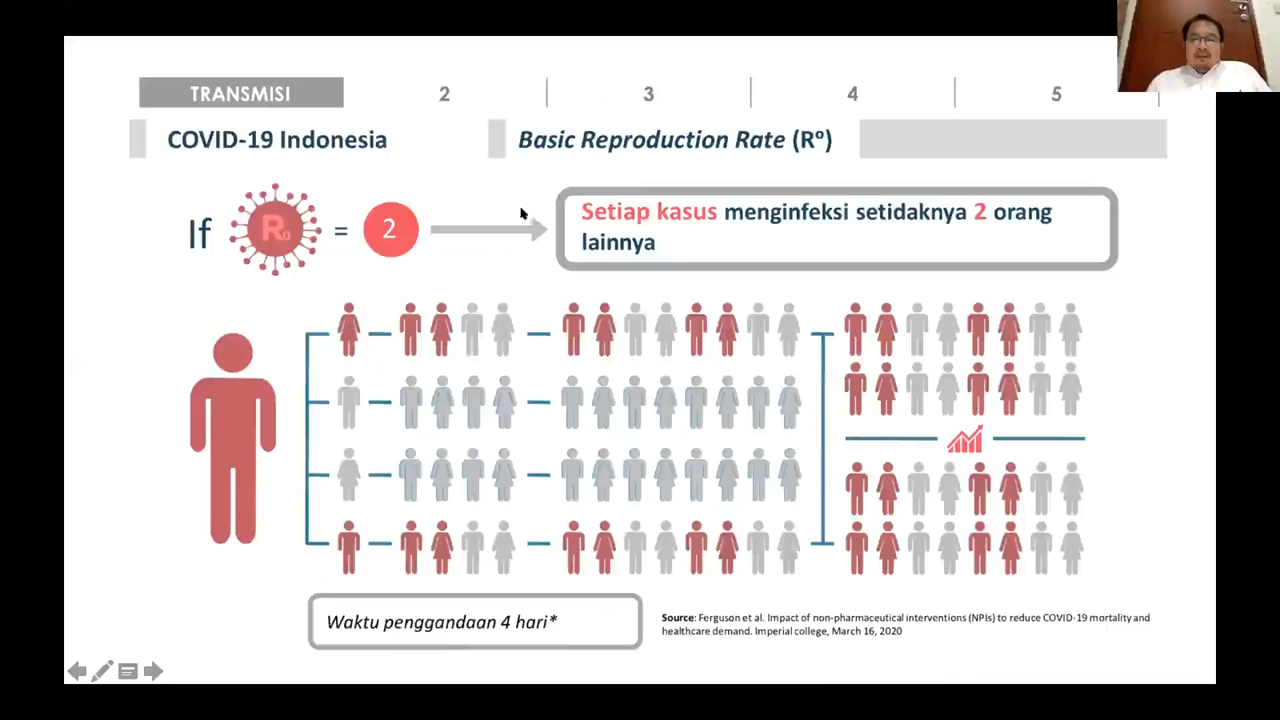 TRANSMISI
2
3
4
5
COVID-19 Indonesia
Basic Reproduction Rate (Rº)
If
R₀
=
2
Setiap kasus menginfeksi setidaknya 2 orang
lainnya
Waktu penggandaan 4 hari*
Source: Ferguson et al. Impact of non-pharmaceutical interventions (NPIs) to reduce COVID-19 mortality and
healthcare demand. Imperial college, March 16, 2020